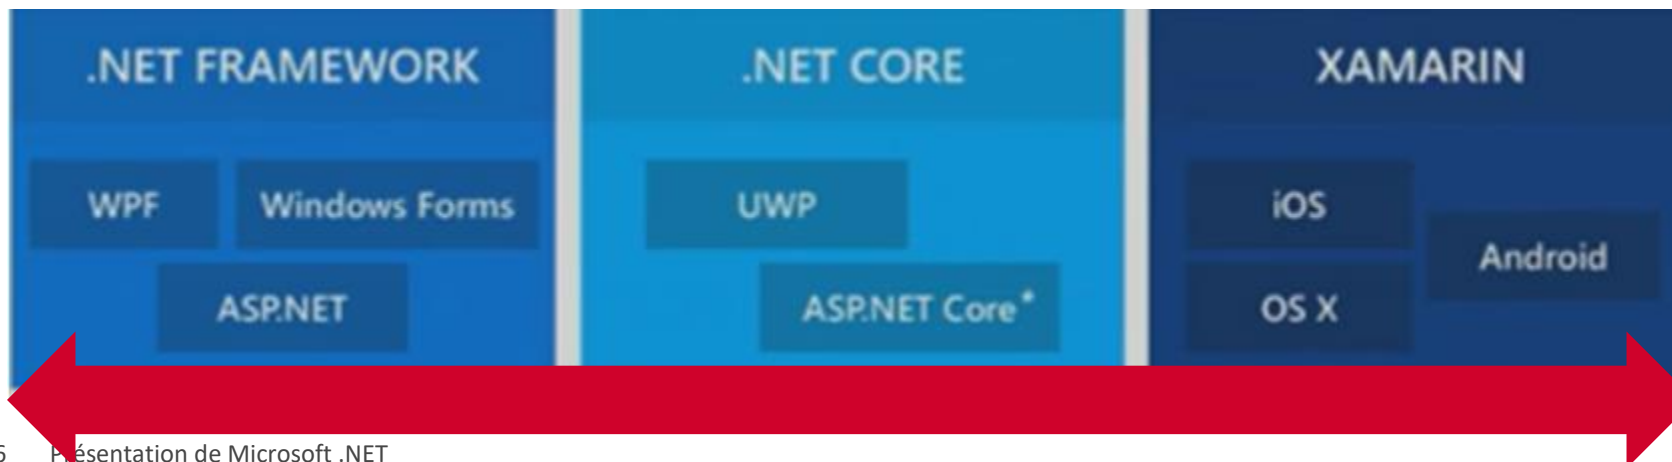 .NET FRAMEWORK
WPF
Windows Forms
ASP.NET
.NET CORE
UWP
ASP.NET Core*
XAMARIN
iOS
Android
OS X
Présentation de Microsoft .NET